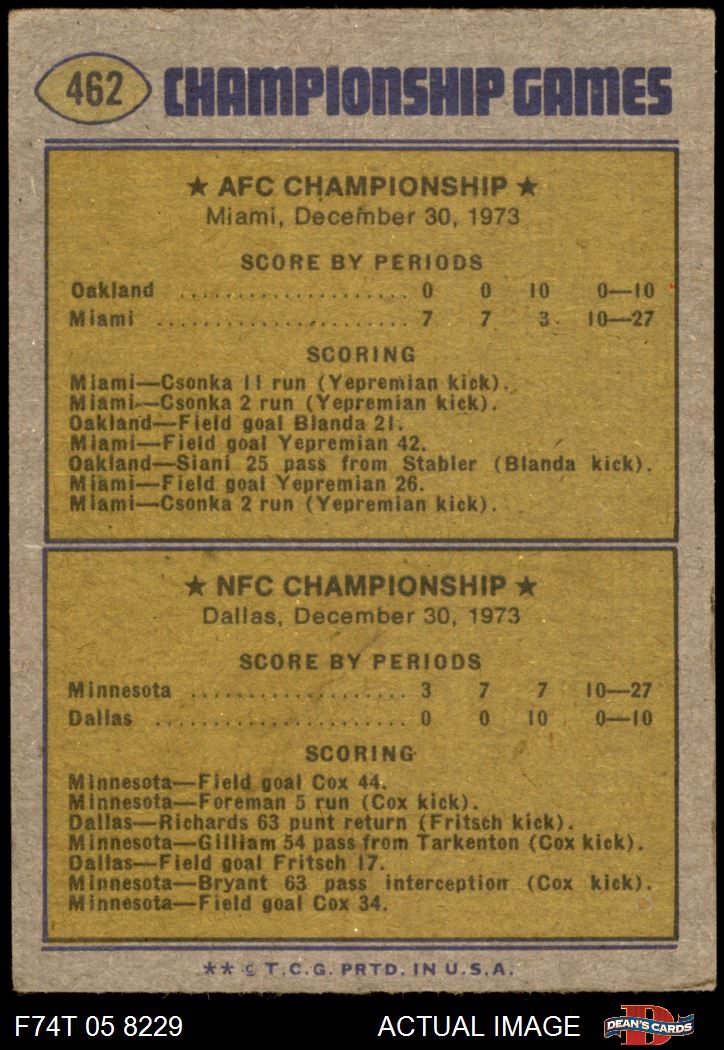 462 CHAMPIONSHIP GAMES
★ AFC CHAMPIONSHIP ★
Miami, December 30, 1973
SCORE BY PERIODS
Oakland .................... 0 0 10 0—10
Miami ...................... 7 7 3 10—27
SCORING
Miami—Csonka 11 run (Yepremian kick).
Miami—Csonka 2 run (Yepremian kick).
Oakland—Field goal Blanda 21.
Miami—Field goal Yepremian 42.
Oakland—Siani 25 pass from Stabler (Blanda kick).
Miami—Field goal Yepremian 26.
Miami—Csonka 2 run (Yepremian kick).
★ NFC CHAMPIONSHIP ★
Dallas, December 30, 1973
SCORE BY PERIODS
Minnesota ................... 3 7 7 10—27
Dallas ...................... 0 0 10 0—10
SCORING
Minnesota—Field goal Cox 44.
Minnesota—Foreman 5 run (Cox kick).
Dallas—Richards 63 punt return (Fritsch kick).
Minnesota—Gilliam 54 pass from Tarkenton (Cox kick).
Dallas—Field goal Fritsch 17.
Minnesota—Bryant 63 pass interception (Cox kick).
Minnesota—Field goal Cox 34.
** © T.C.G. PRTD. IN U.S.A.
F74T 05 8229 ACTUAL IMAGE DEAN'S CARDS